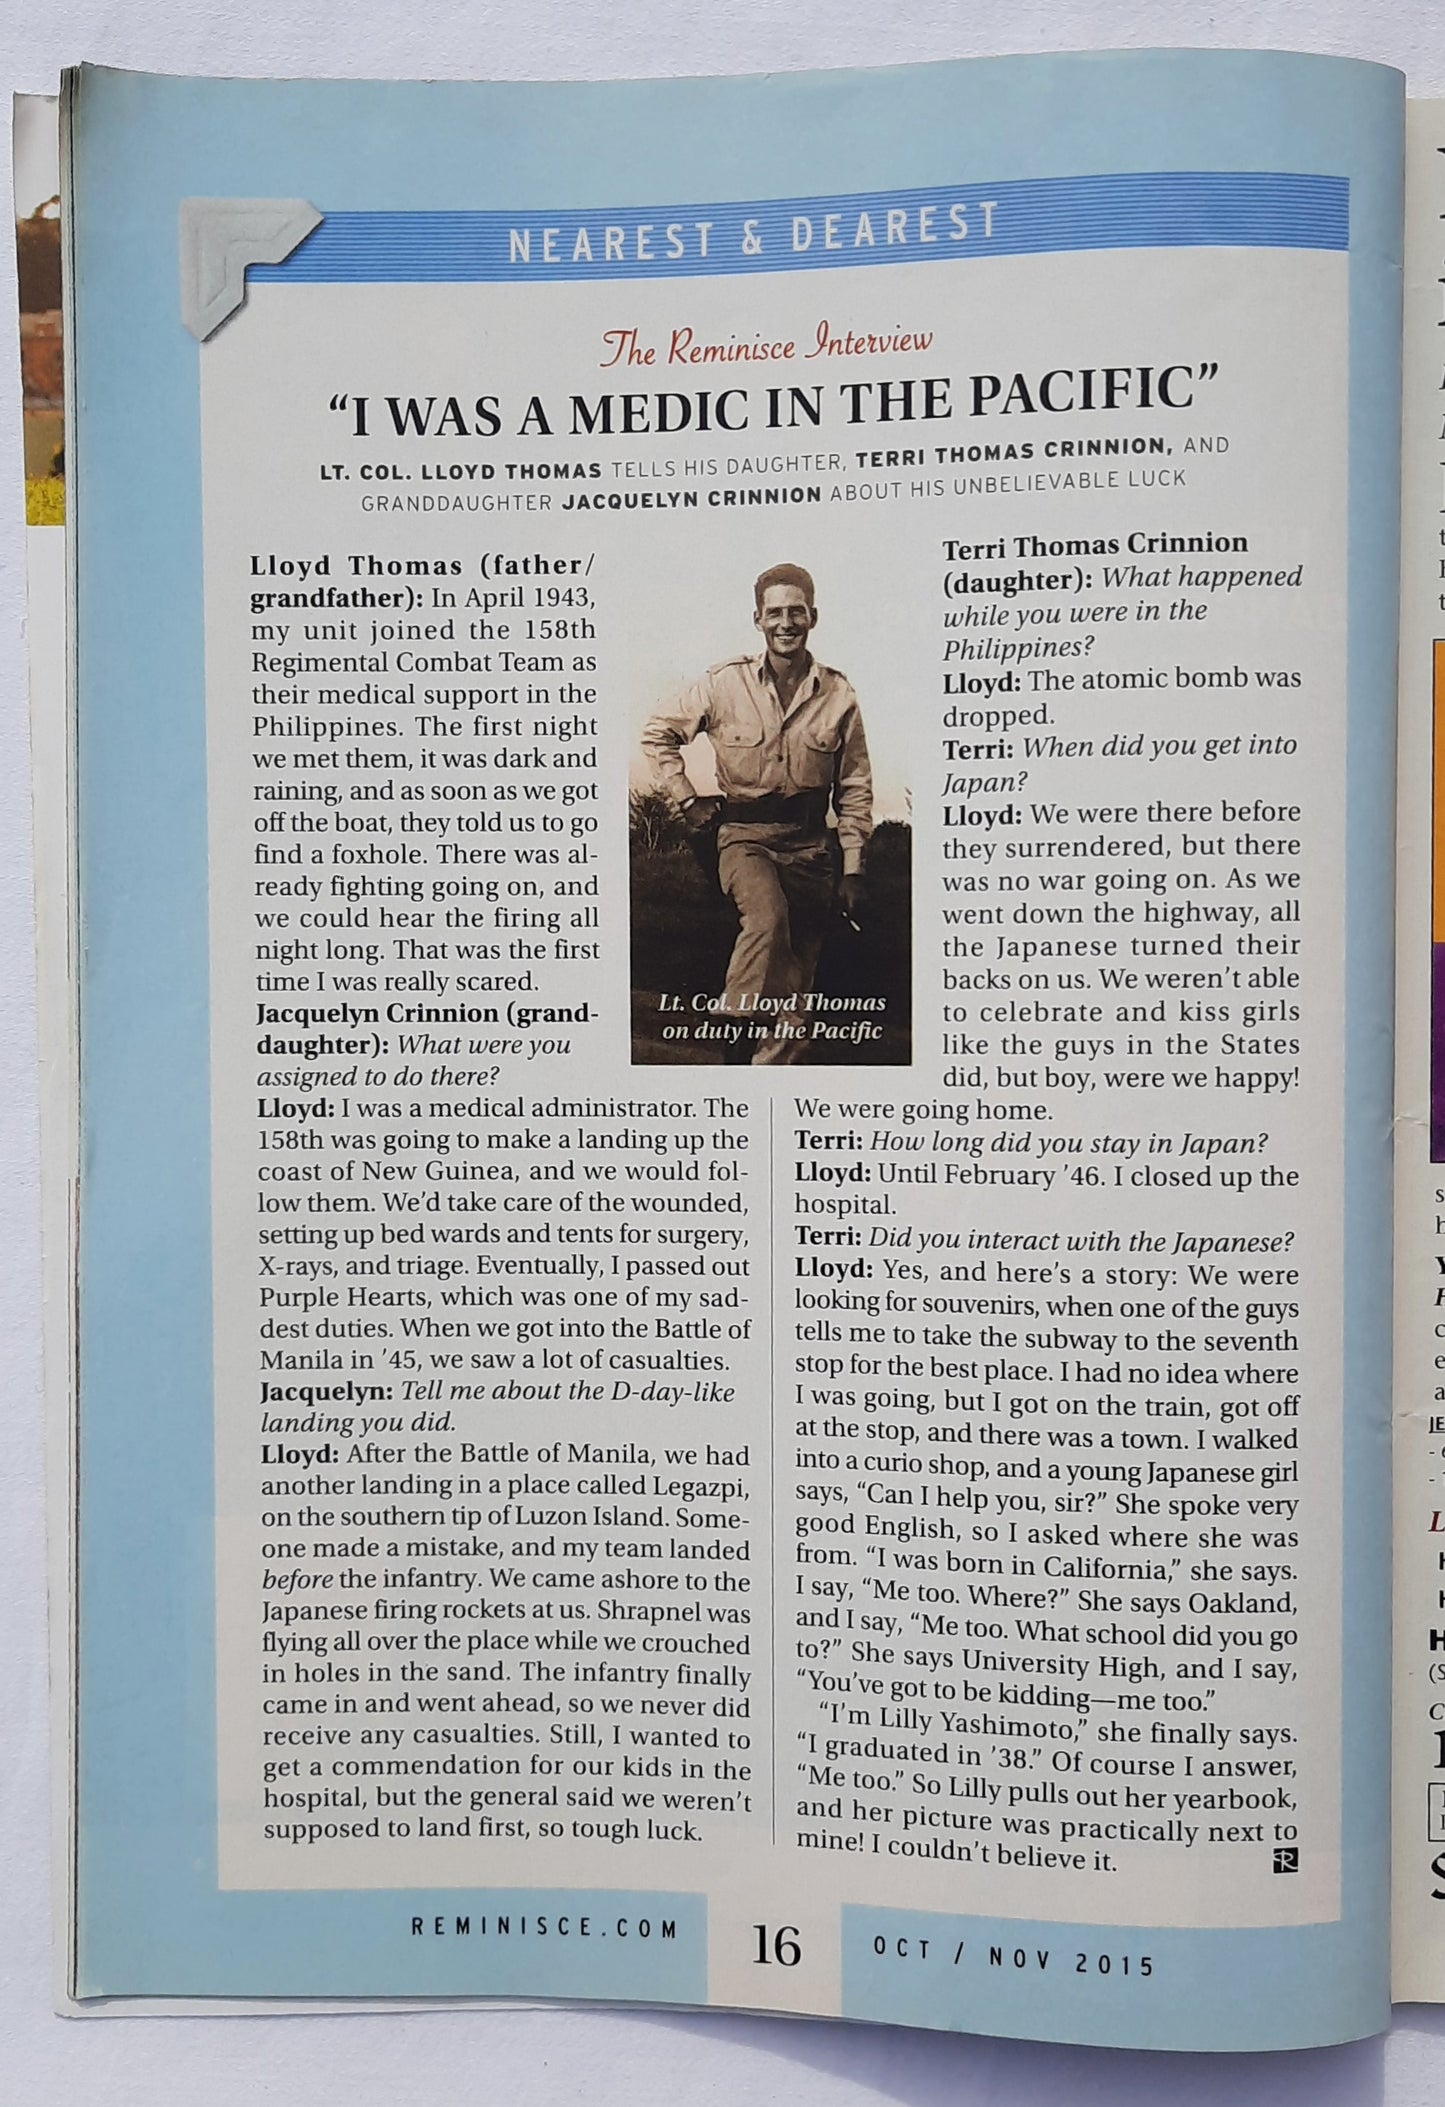 NEAREST & DEAREST
The Reminisce Interview
“I WAS A MEDIC IN THE PACIFIC”
LT. COL. LLOYD THOMAS TELLS HIS DAUGHTER, TERRI THOMAS CRINNION, AND
GRANDDAUGHTER JACQUELYN CRINNION ABOUT HIS UNBELIEVABLE LUCK
Lloyd Thomas (father/
grandfather): In April 1943,
my unit joined the 158th
Regimental Combat Team as
their medical support in the
Philippines. The first night
we met them, it was dark and
raining, and as soon as we got
off the boat, they told us to go
find a foxhole. There was al-
ready fighting going on, and
we could hear the firing all
night long. That was the first
time I was really scared.
Jacquelyn Crinnion (grand-
daughter): What were you
assigned to do there?
Lloyd: I was a medical administrator. The
158th was going to make a landing up the
coast of New Guinea, and we would fol-
low them. We’d take care of the wounded,
setting up bed wards and tents for surgery,
X-rays, and triage. Eventually, I passed out
Purple Hearts, which was one of my sad-
dest duties. When we got into the Battle of
Manila in ’45, we saw a lot of casualties.
Jacquelyn: Tell me about the D-day-like
landing you did.
Lloyd: After the Battle of Manila, we had
another landing in a place called Legazpi,
on the southern tip of Luzon Island. Some-
one made a mistake, and my team landed
before the infantry. We came ashore to the
Japanese firing rockets at us. Shrapnel was
flying all over the place while we crouched
in holes in the sand. The infantry finally
came in and went ahead, so we never did
receive any casualties. Still, I wanted to
get a commendation for our kids in the
hospital, but the general said we weren’t
supposed to land first, so tough luck.
Lt. Col. Lloyd Thomas
on duty in the Pacific
Terri Thomas Crinnion
(daughter): What happened
while you were in the
Philippines?
Lloyd: The atomic bomb was
dropped.
Terri: When did you get into
Japan?
Lloyd: We were there before
they surrendered, but there
was no war going on. As we
went down the highway, all
the Japanese turned their
backs on us. We weren’t able
to celebrate and kiss girls
like the guys in the States
did, but boy, were we happy!
We were going home.
Terri: How long did you stay in Japan?
Lloyd: Until February ’46. I closed up the
hospital.
Terri: Did you interact with the Japanese?
Lloyd: Yes, and here’s a story: We were
looking for souvenirs, when one of the guys
tells me to take the subway to the seventh
stop for the best place. I had no idea where
I was going, but I got on the train, got off
at the stop, and there was a town. I walked
into a curio shop, and a young Japanese girl
says, “Can I help you, sir?” She spoke very
good English, so I asked where she was
from. “I was born in California,” she says.
I say, “Me too. Where?” She says Oakland,
and I say, “Me too. What school did you go
to?” She says University High, and I say,
“You’ve got to be kidding—me too.”
“I’m Lilly Yashimoto,” she finally says.
“I graduated in ’38.” Of course I answer,
“Me too.” So Lilly pulls out her yearbook,
and her picture was practically next to
mine! I couldn’t believe it.
R
REMINISCE.COM
16
OCT / NOV 2015